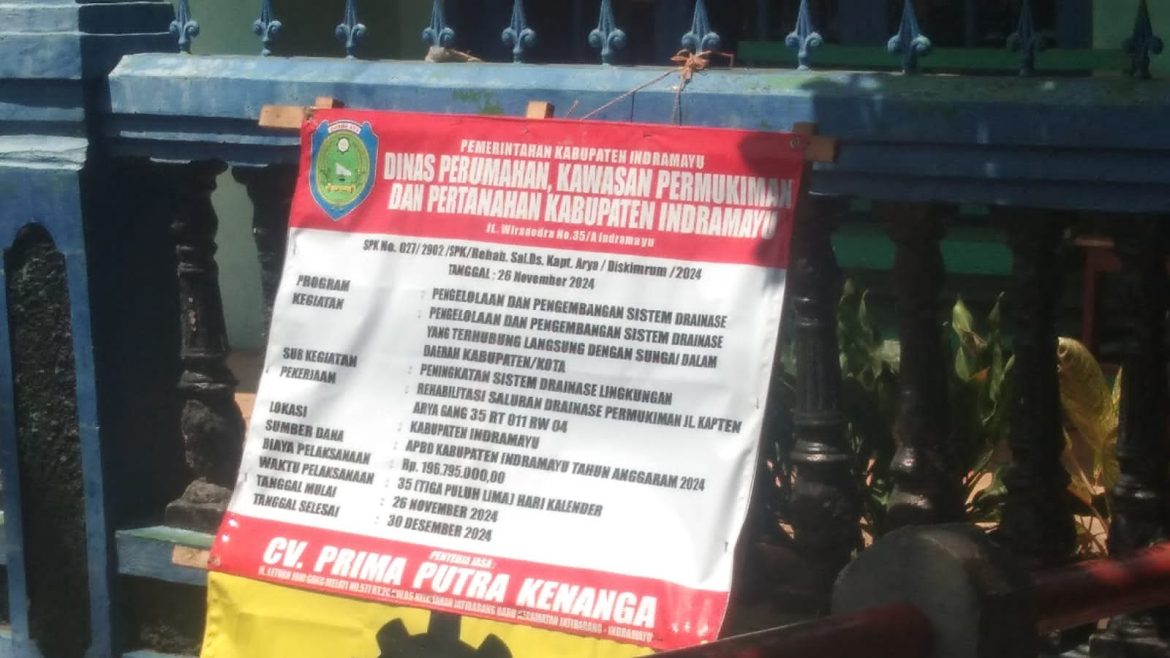 PEMERINTAHAN KABUPATEN INDRAMAYU
DINAS PERUMAHAN, KAWASAN PERMUKIMAN
DAN PERTANAHAN KABUPATEN INDRAMAYU
JL. Wiraodra No.35/A Indramayu
SPK No. 027/2902/SPK/Rehab. Sal.Ds. Kapt. Arya / Diskimrum / 2024
TANGGAL : 26 November 2024
PROGRAM : PENGELOLAAN DAN PENGEMBANGAN SISTEM DRAINASE
KEGIATAN : PENGELOLAAN DAN PENGEMBANGAN SISTEM DRAINASE
YANG TERHUBUNG LANGSUNG DENGAN SUNGAI DALAM
DAERAH KABUPATEN/KOTA
SUB KEGIATAN : PENINGKATAN SISTEM DRAINASE LINGKUNGAN
PEKERJAAN : REHABILITASI SALURAN DRAINASE PERMUKIMAN JL. KAPTEN
ARYA GANG 35 RT 011 RW 04
LOKASI : KABUPATEN INDRAMAYU
SUMBER DANA : APBD KABUPATEN INDRAMAYU TAHUN ANGGARAM 2024
BIAYA PELAKSANAAN : Rp. 196.795.000,00
WAKTU PELAKSANAAN : 35 (TIGA PULUH LIMA) HARI KALENDER
TANGGAL MULAI : 26 NOVEMBER 2024
TANGGAL SELESAI : 30 DESEMBER 2024
PENYEDIA JASA :
CV. PRIMA PUTRA KENANGA
JATIBARANG BARU KECAMATAN JATIBARANG - INDRAMAYU